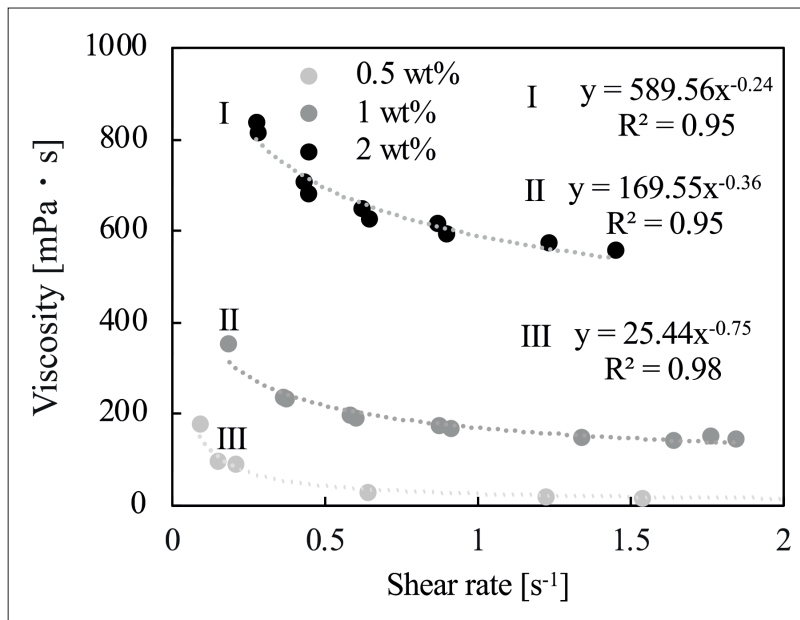 1000
800
600
400
200
0
Viscosity [mPa・s]
0.5 wt%
1 wt%
2 wt%
I
II
III
I y = 589.56x⁻⁰·²⁴
R² = 0.95
II y = 169.55x⁻⁰·³⁶
R² = 0.95
III y = 25.44x⁻⁰·⁷⁵
R² = 0.98
0 0.5 1 1.5 2
Shear rate [s⁻¹]